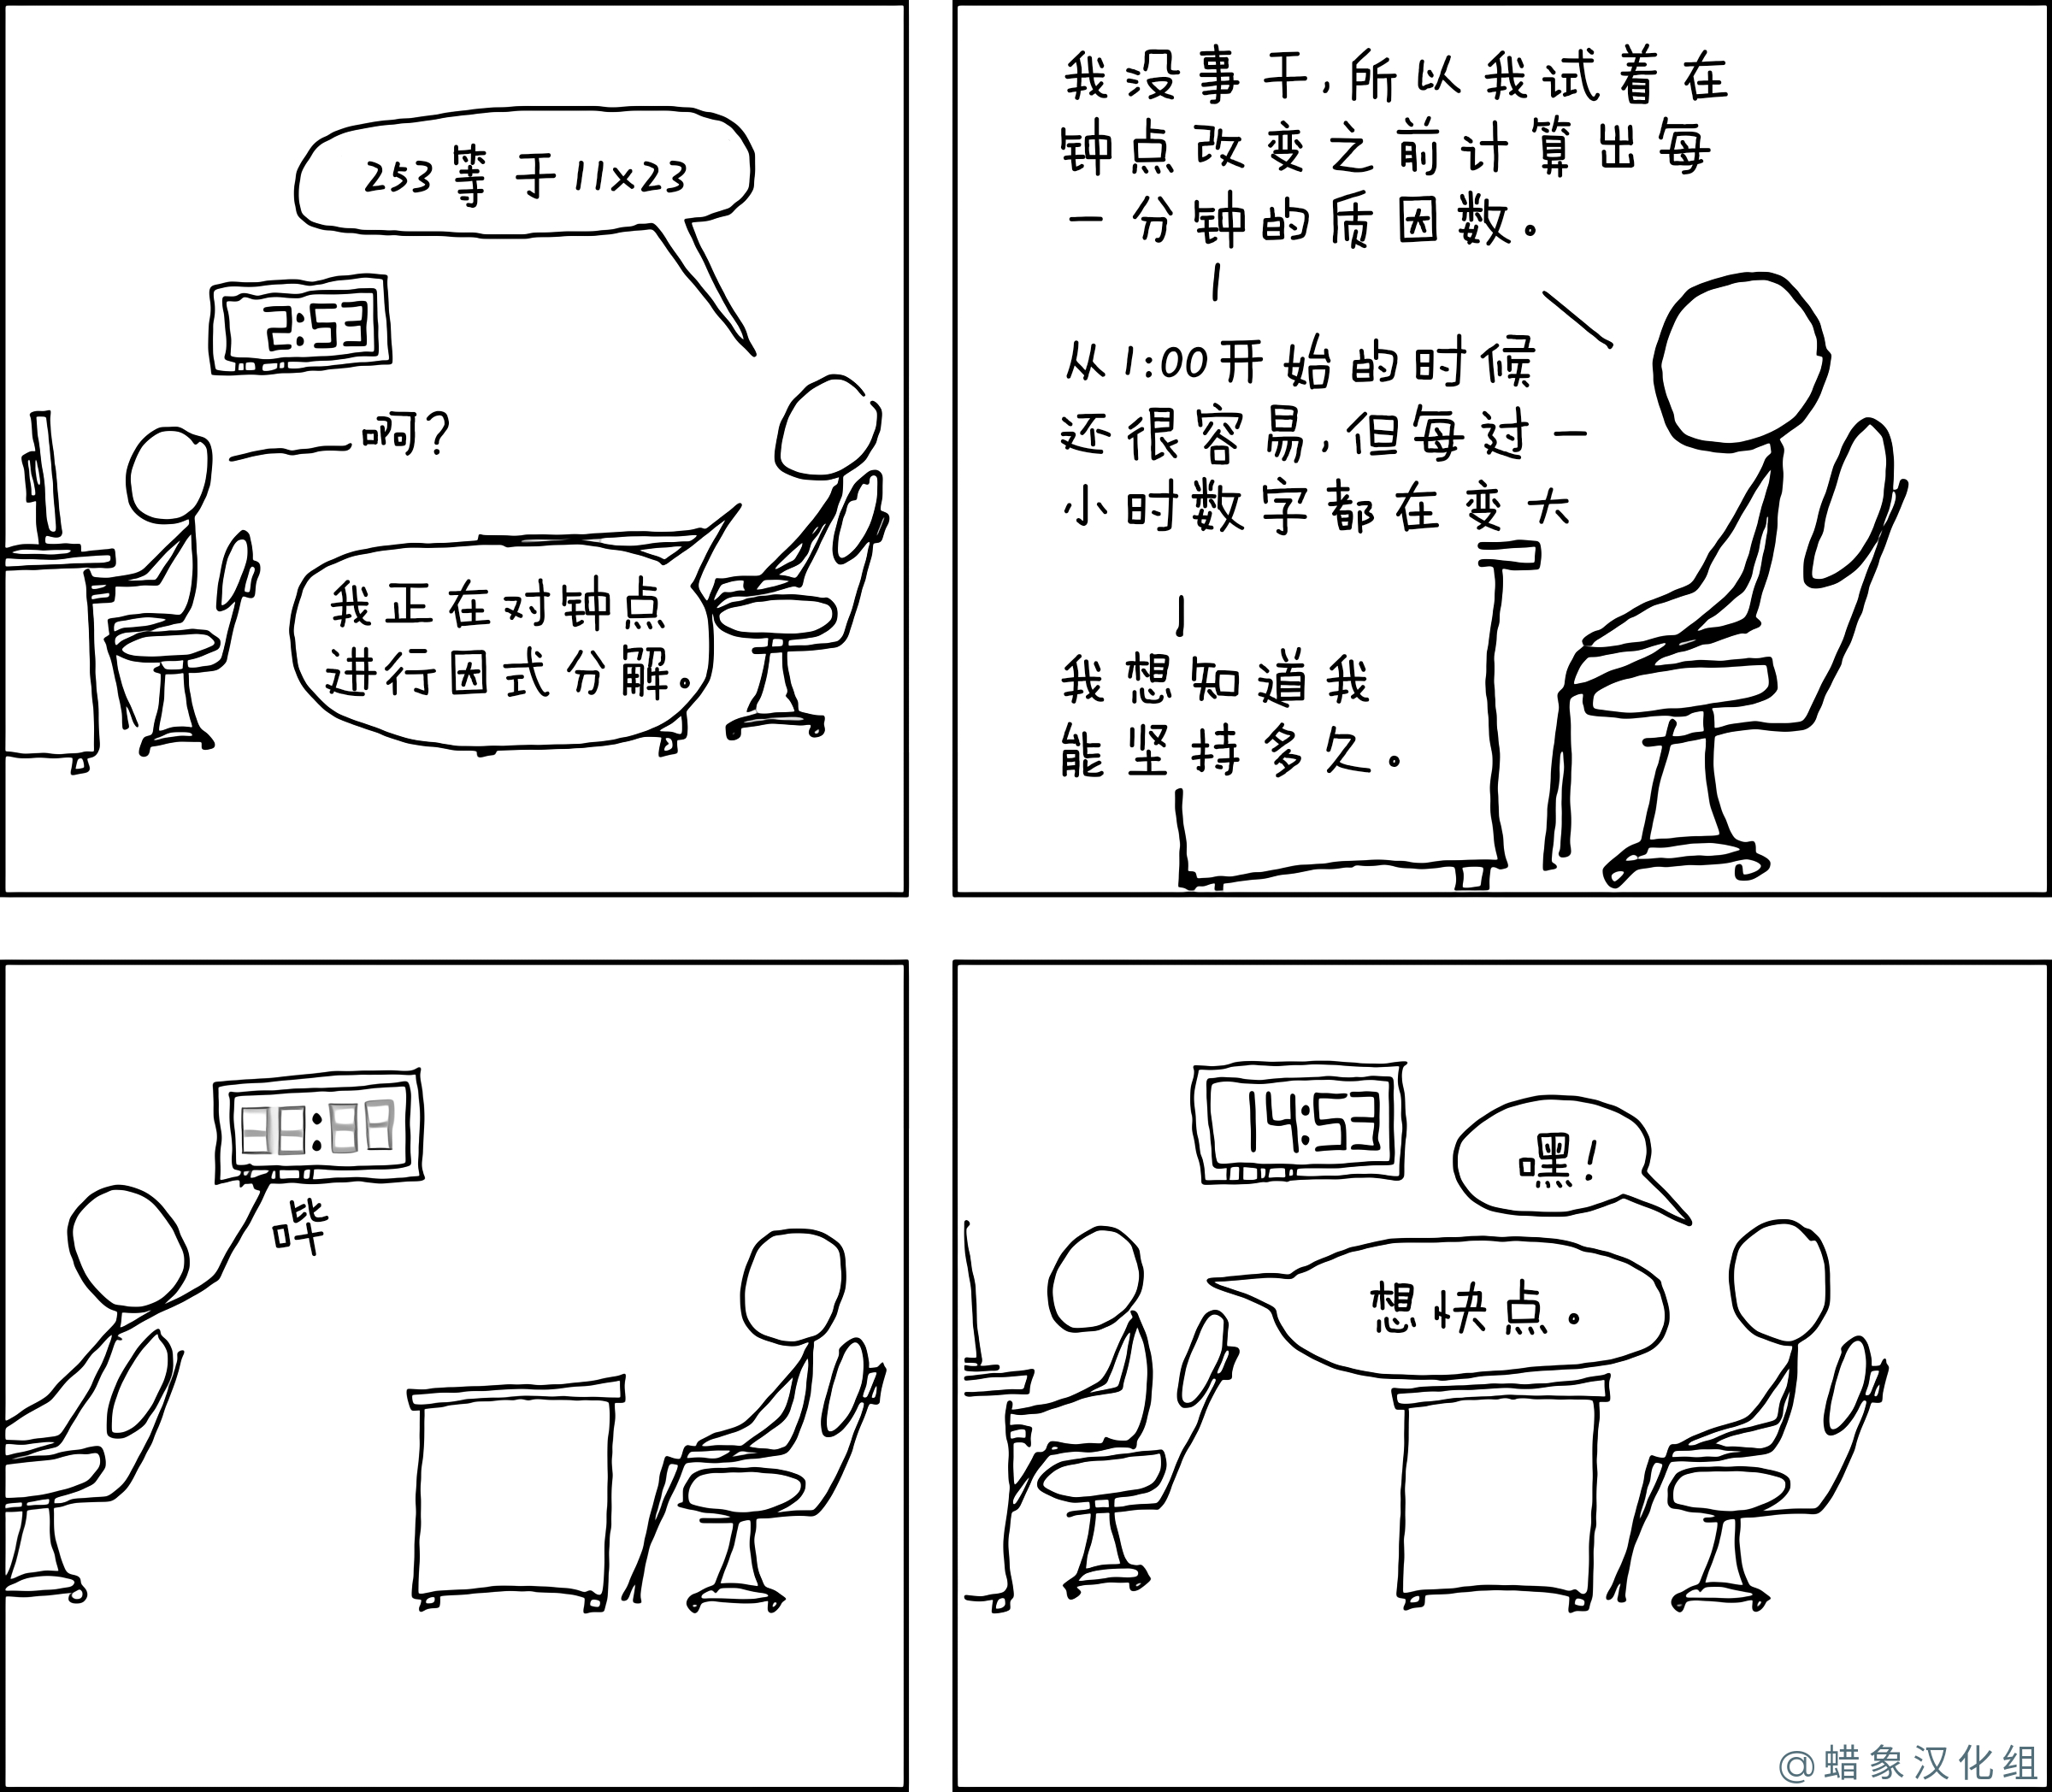 253等于11×23
2:53
啊?
我正在对钟点
进行因式分解。
我没事干,所以我试着在
钟点改变之前计算出每
一分钟的质因数。
从1:00开始的时候
还很容易,但每过一
小时数字都在变大
我想知道我
能坚持多久。
哔
14:53
嘿!
想快点。
@蜡象汉化组